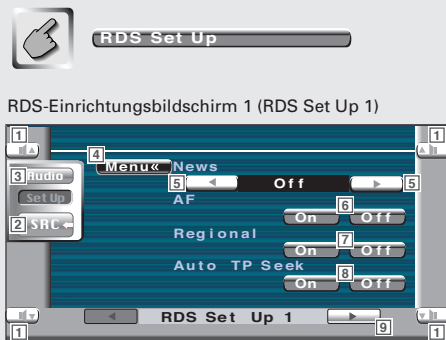 RDS Set Up
RDS-Einrichtungsbildschirm 1 (RDS Set Up 1)
1 1
4 Menu« News
3 Audio 5 Off 5
Set Up AF
6
2 SRC On Off
Regional 7
On Off
Auto TP Seek 8
On Off
RDS Set Up 1 9
1 1